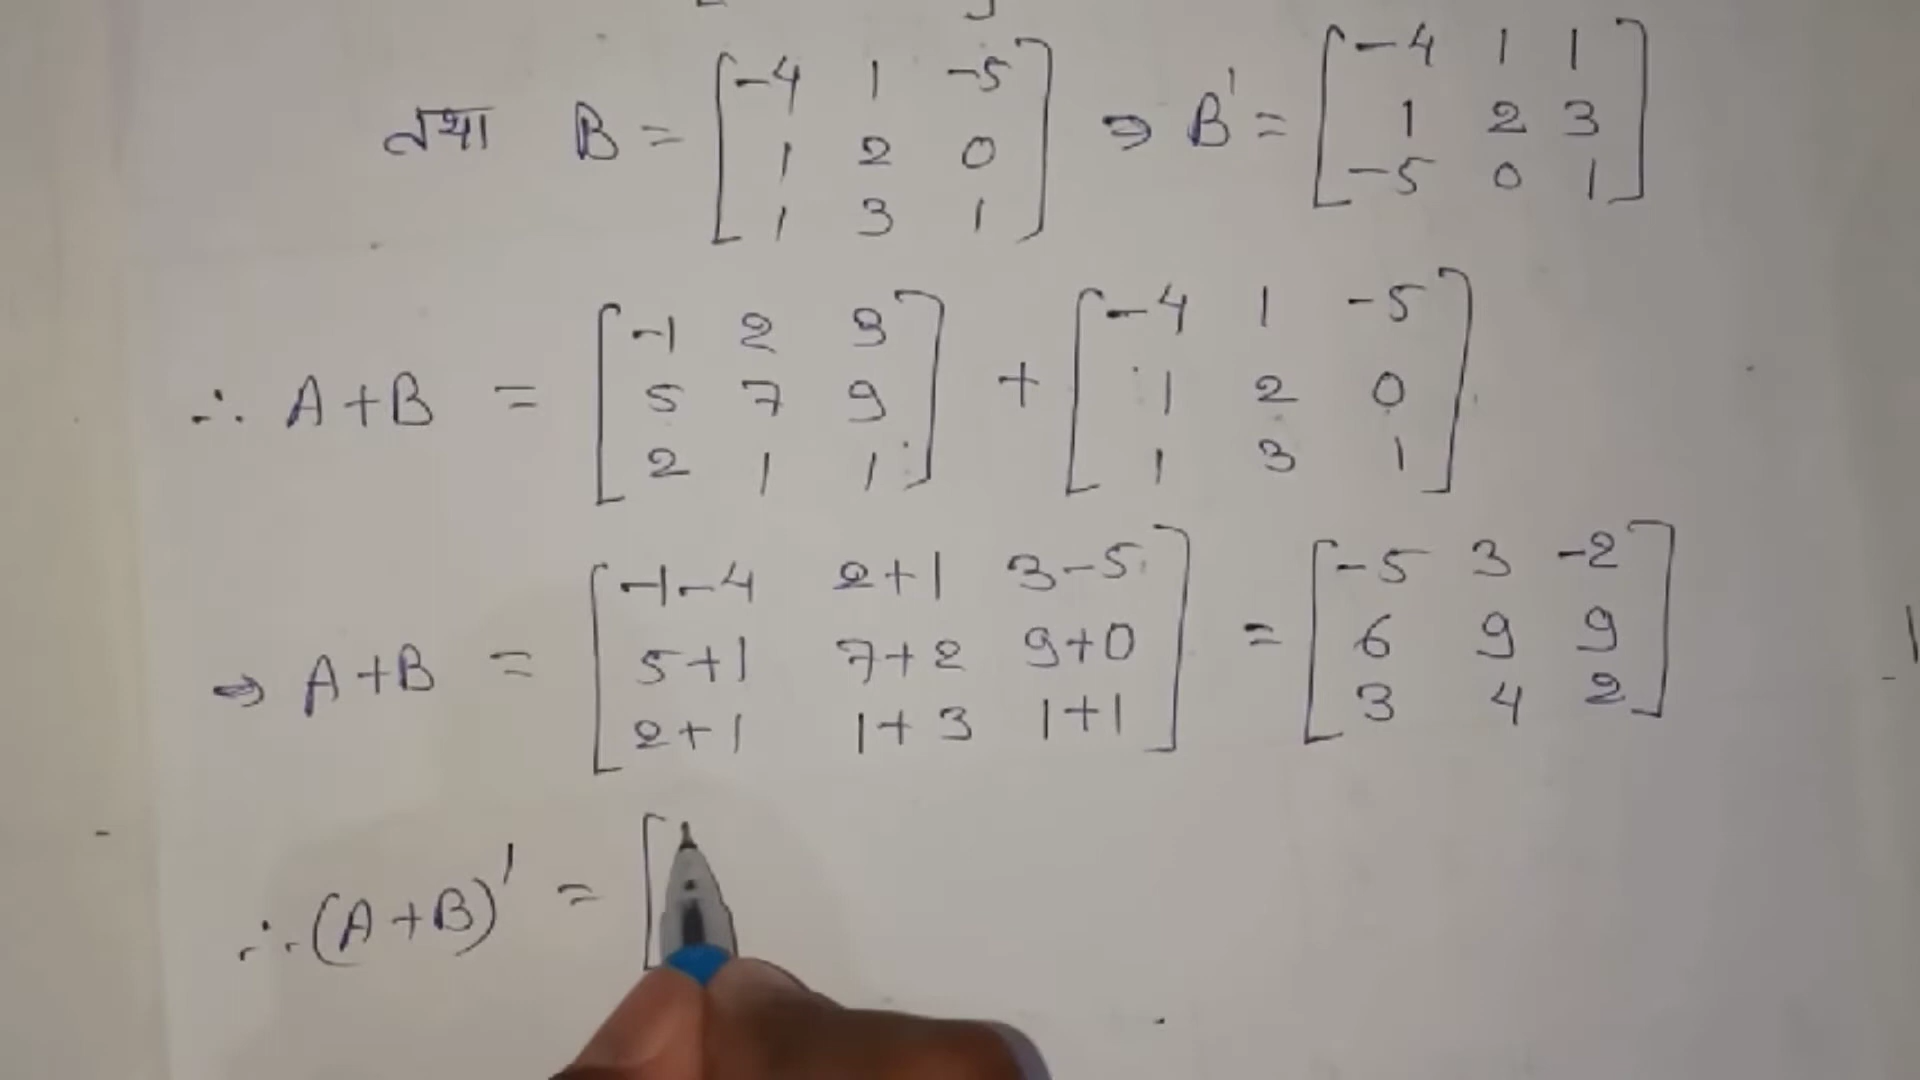 तथा B = [-4 1 -5; 1 2 0; 1 3 1] ⇒ B' = [-4 1 1; 1 2 3; -5 0 1]
∴ A+B = [-1 2 3; 5 7 9; 2 1 1] + [-4 1 -5; 1 2 0; 1 3 1]
⇒ A+B = [-1-4 2+1 3-5; 5+1 7+2 9+0; 2+1 1+3 1+1] = [-5 3 -2; 6 9 9; 3 4 2]
∴ (A+B)' = [